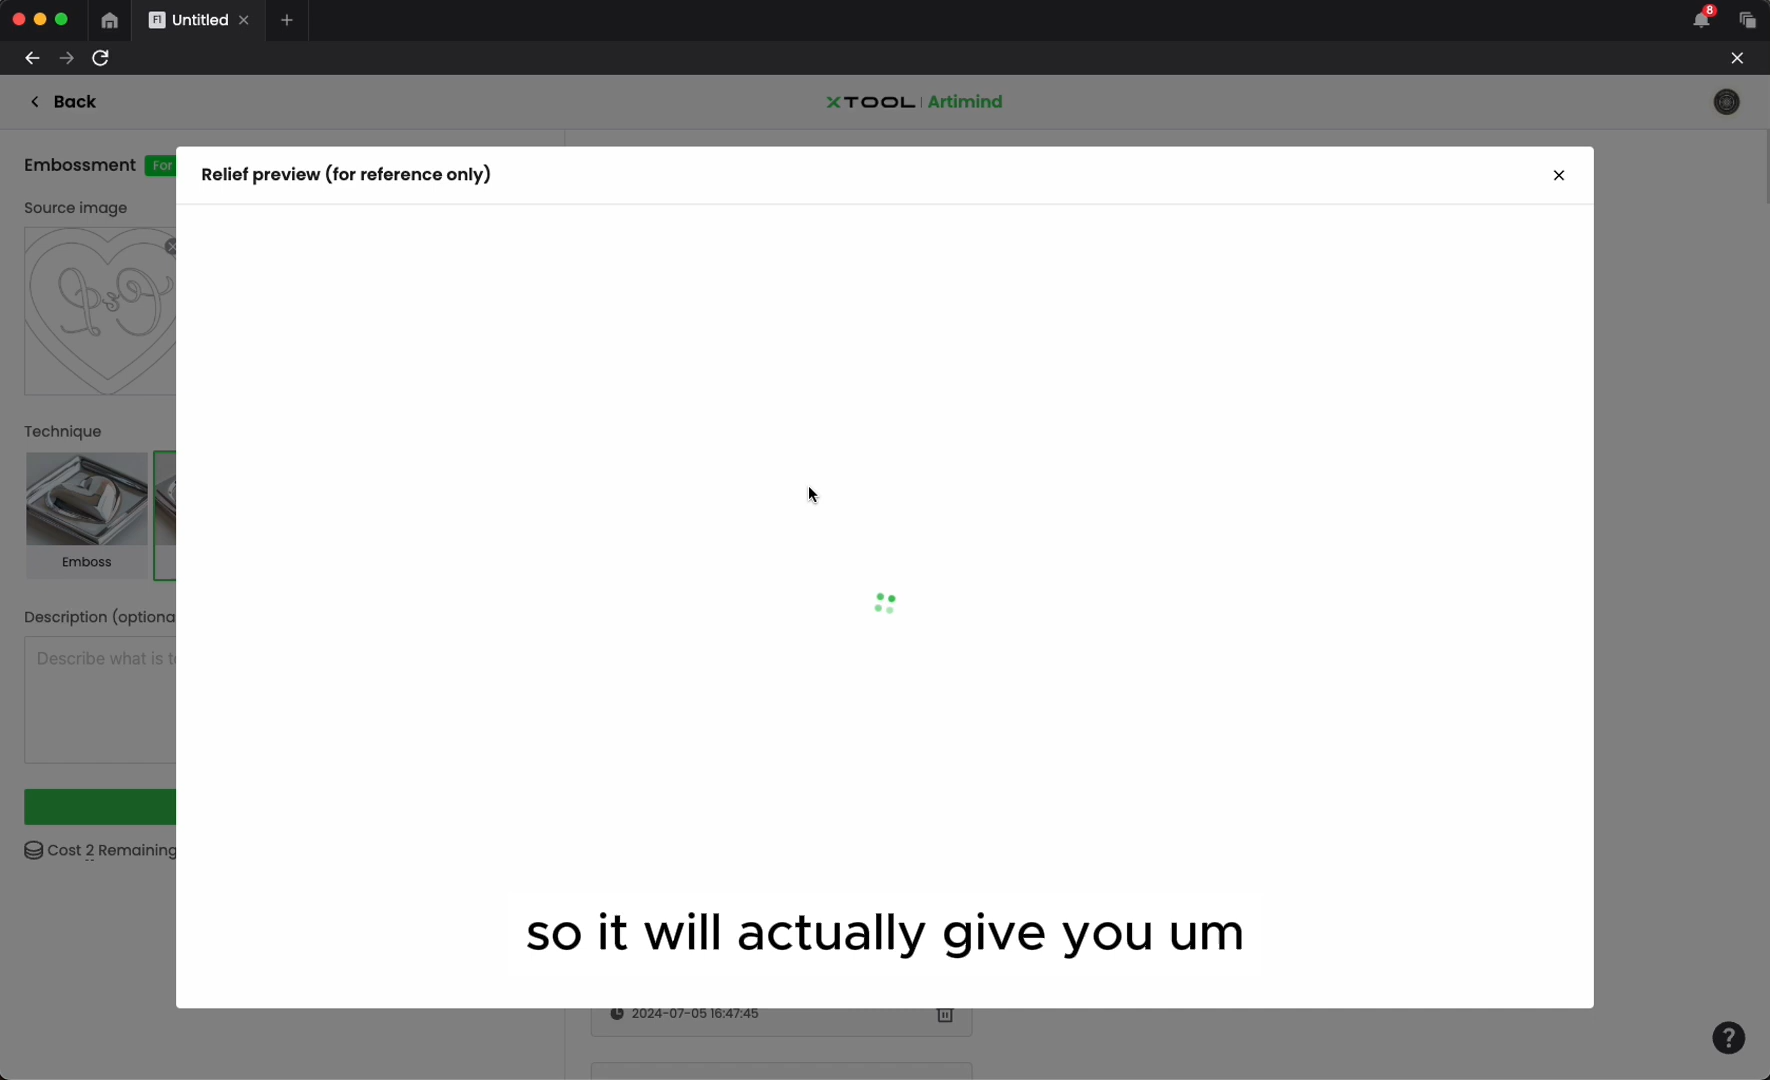 Untitled
8
Back
XTOOL | Artimind
Embossment For
Relief preview (for reference only)
Source image
Technique
Emboss
Description (optiona
Describe what is t
Cost 2 Remaining
so it will actually give you um
2024-07-05 16:47:45
?